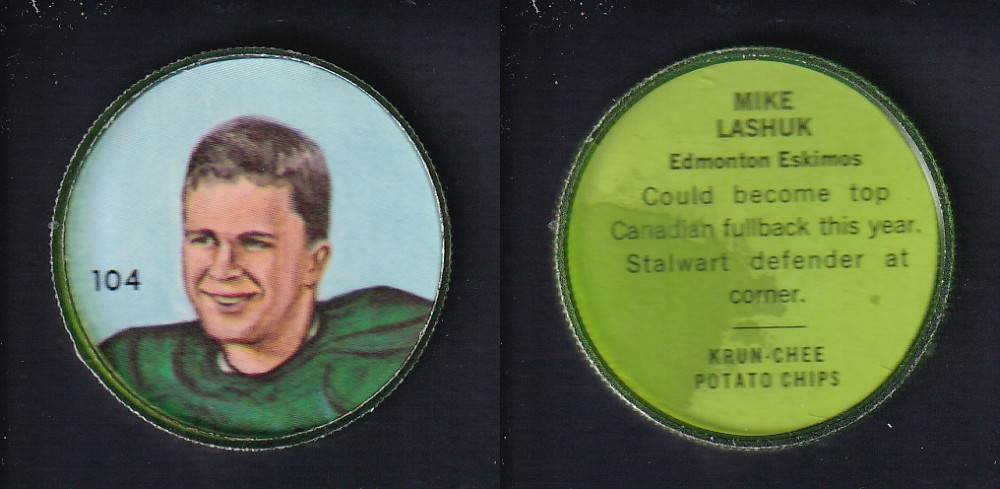 104
MIKE
LASHUK
Edmonton Eskimos
Could become top
Canadian fullback this year.
Stalwart defender at
corner.
KRUN-CHEE
POTATO CHIPS